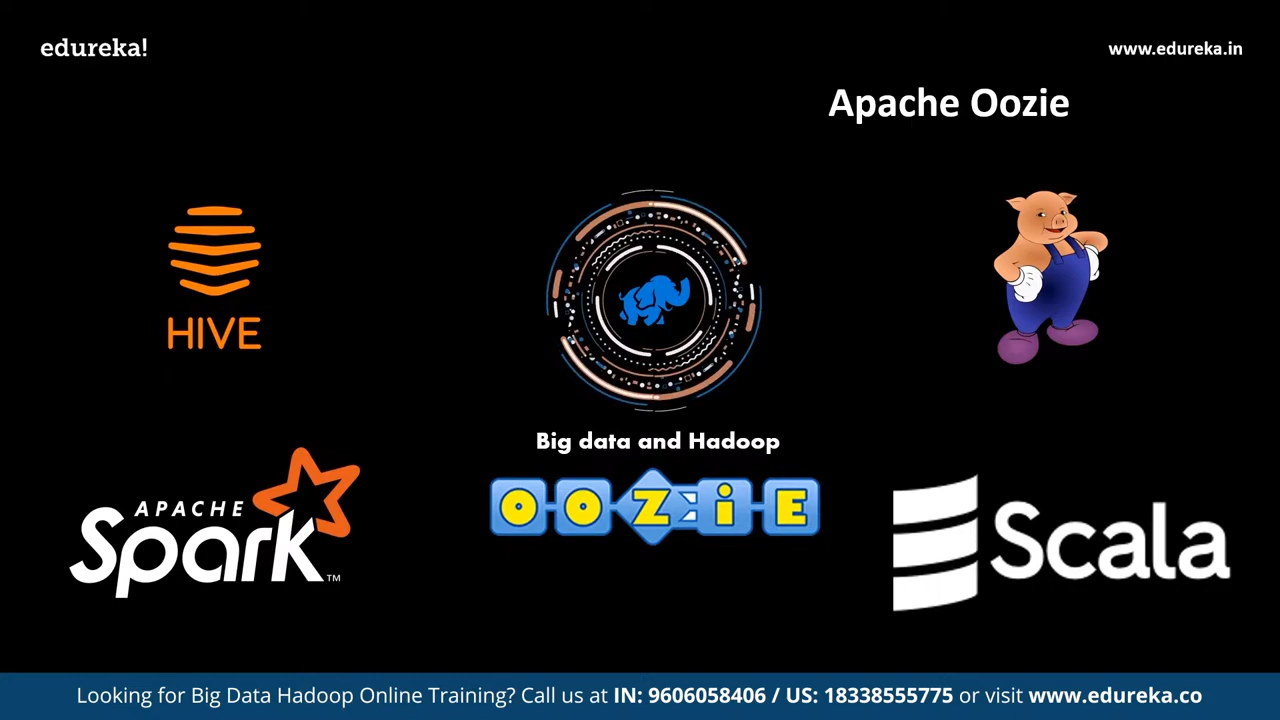 edureka!
www.edureka.in
Apache Oozie
HIVE
Big data and Hadoop
APACHE
Spark™
OOZiE
Scala
Looking for Big Data Hadoop Online Training? Call us at IN: 9606058406 / US: 18338555775 or visit www.edureka.co